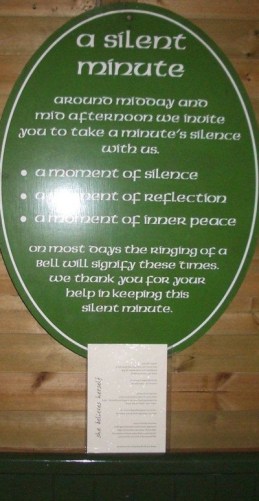 a silent
minute
around midday and
mid afternoon we invite
you to take a minute's silence
with us.
• a moment of silence
• a moment of reflection
• a moment of inner peace
on most days the ringing of a
bell will signify these times.
we thank you for your
help in keeping this
silent minute.